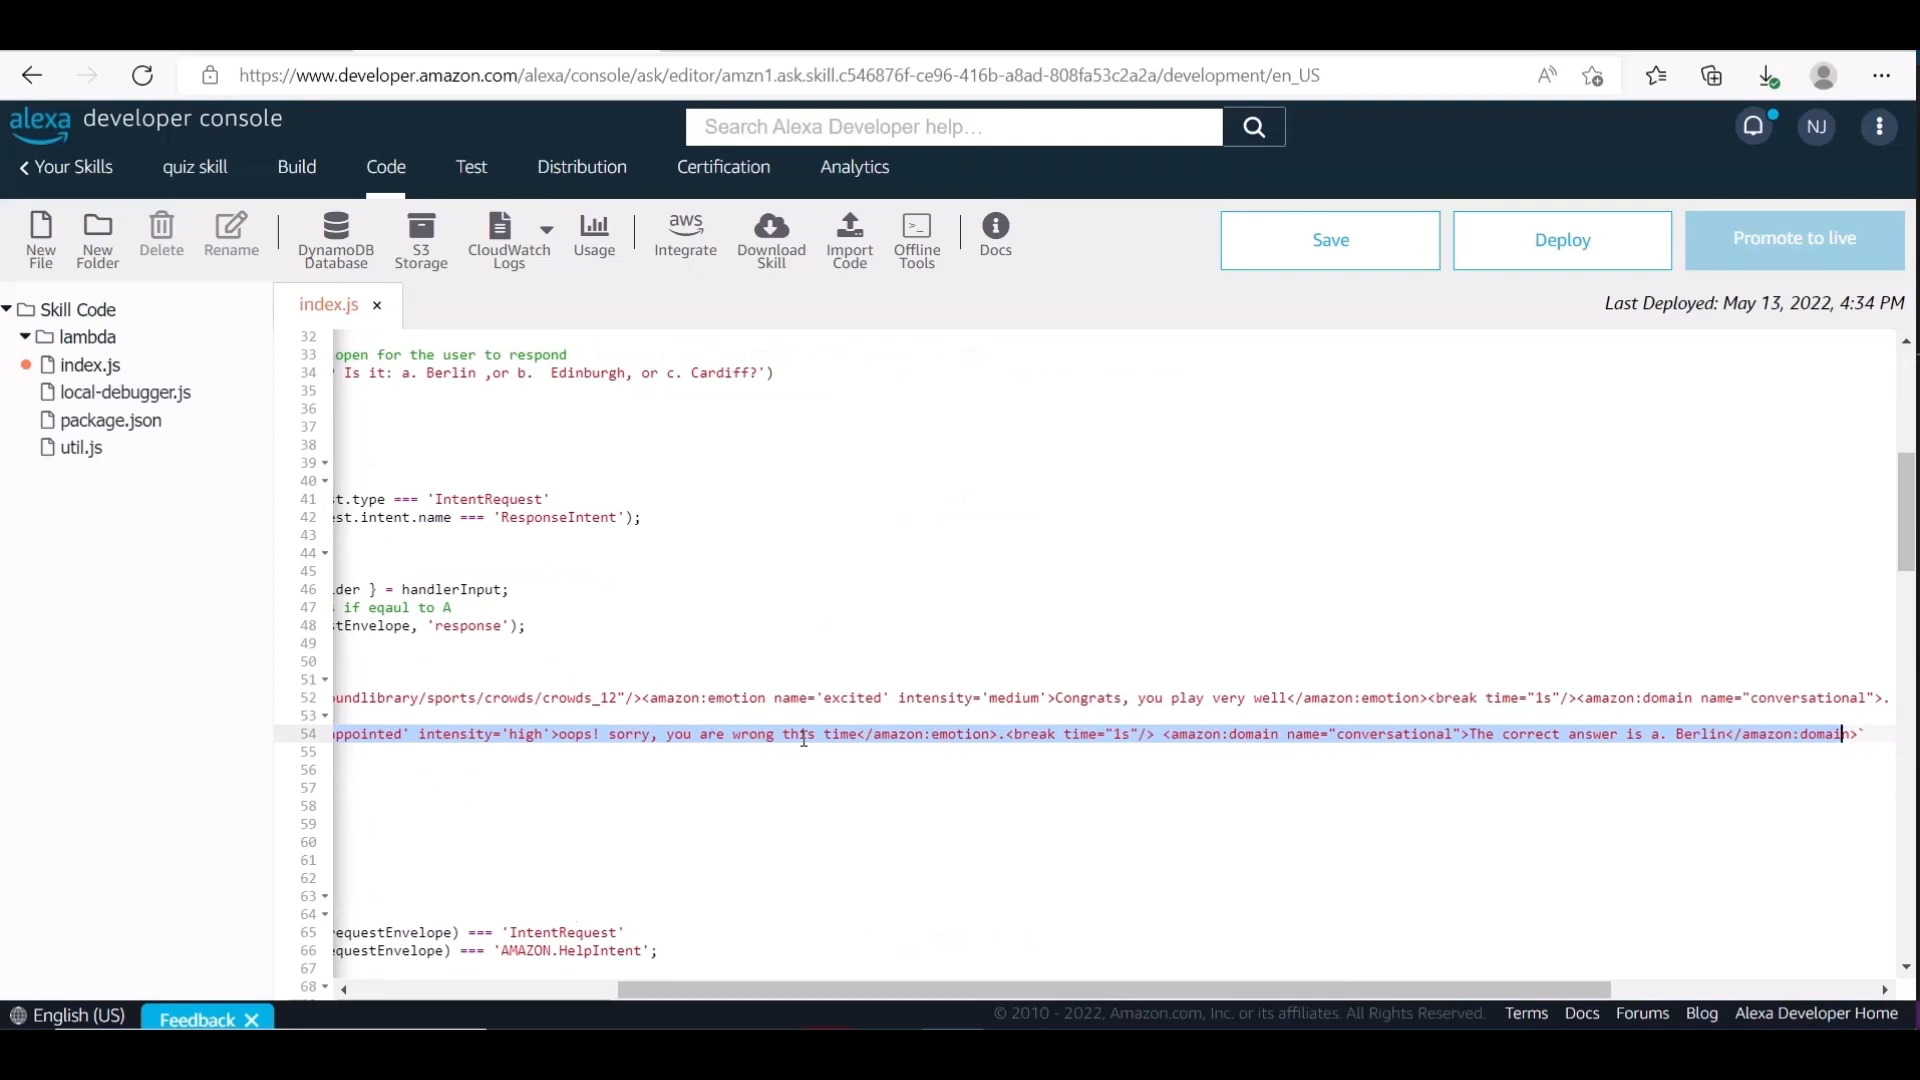 https://www.developer.amazon.com/alexa/console/ask/editor/amzn1.ask.skill.c546876f-ce96-416b-a8ad-808fa53c2a2a/development/en_US
alexa developer console
Search Alexa Developer help…
NJ
Your Skills quiz skill Build Code Test Distribution Certification Analytics
New File
New Folder
Delete
Rename
DynamoDB Database
S3 Storage
CloudWatch Logs
Usage
aws Integrate
Download Skill
Import Code
Offline Tools
Docs
Save
Deploy
Promote to live
Skill Code
lambda
index.js
local-debugger.js
package.json
util.js
index.js ×
Last Deployed: May 13, 2022, 4:34 PM
32
33 open for the user to respond
34 ' Is it: a. Berlin ,or b.  Edinburgh, or c. Cardiff?')
35
36
37
38
39
40
41 st.type === 'IntentRequest'
42 est.intent.name === 'ResponseIntent');
43
44
45
46 lder } = handlerInput;
47 s if eqaul to A
48 stEnvelope, 'response');
49
50
51
52 oundlibrary/sports/crowds/crowds_12"/><amazon:emotion name='excited' intensity='medium'>Congrats, you play very well</amazon:emotion><break time="1s"/><amazon:domain name="conversational">.
53
54 appointed' intensity='high'>oops! sorry, you are wrong this time</amazon:emotion>.<break time="1s"/> <amazon:domain name="conversational">The correct answer is a. Berlin</amazon:domain>`
55
56
57
58
59
60
61
62
63
64
65 requestEnvelope) === 'IntentRequest'
66 equestEnvelope) === 'AMAZON.HelpIntent';
67
68
English (US)
Feedback
© 2010 - 2022, Amazon.com, Inc. or its affiliates. All Rights Reserved. Terms Docs Forums Blog Alexa Developer Home